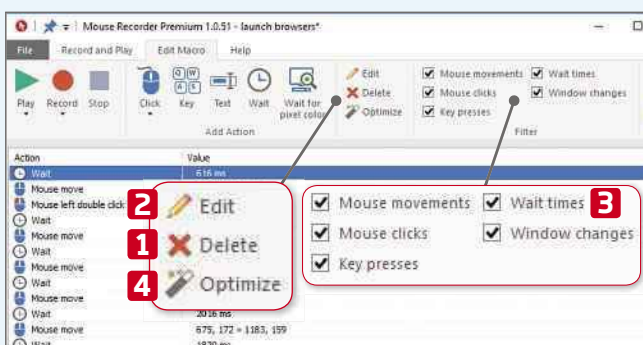 Mouse Recorder Premium 1.0.51 - launch browsers*
File Record and Play Edit Macro Help
Play Record Stop Click Key Text Wait Wait for pixel color
Q W
A S
Edit
Delete
Optimize
Mouse movements Wait times
Mouse clicks Window changes
Key presses
Add Action Filter
Action Value
Wait 616 ms
Mouse move
Mouse left double click
Wait
Mouse move
Wait
Mouse move
Wait
Mouse move
Wait 2016 ms
Mouse move 675, 172 » 1183, 159
Wait 1820 ms
2 Edit
1 Delete
4 Optimize
Mouse movements Wait times 3
Mouse clicks Window changes
Key presses